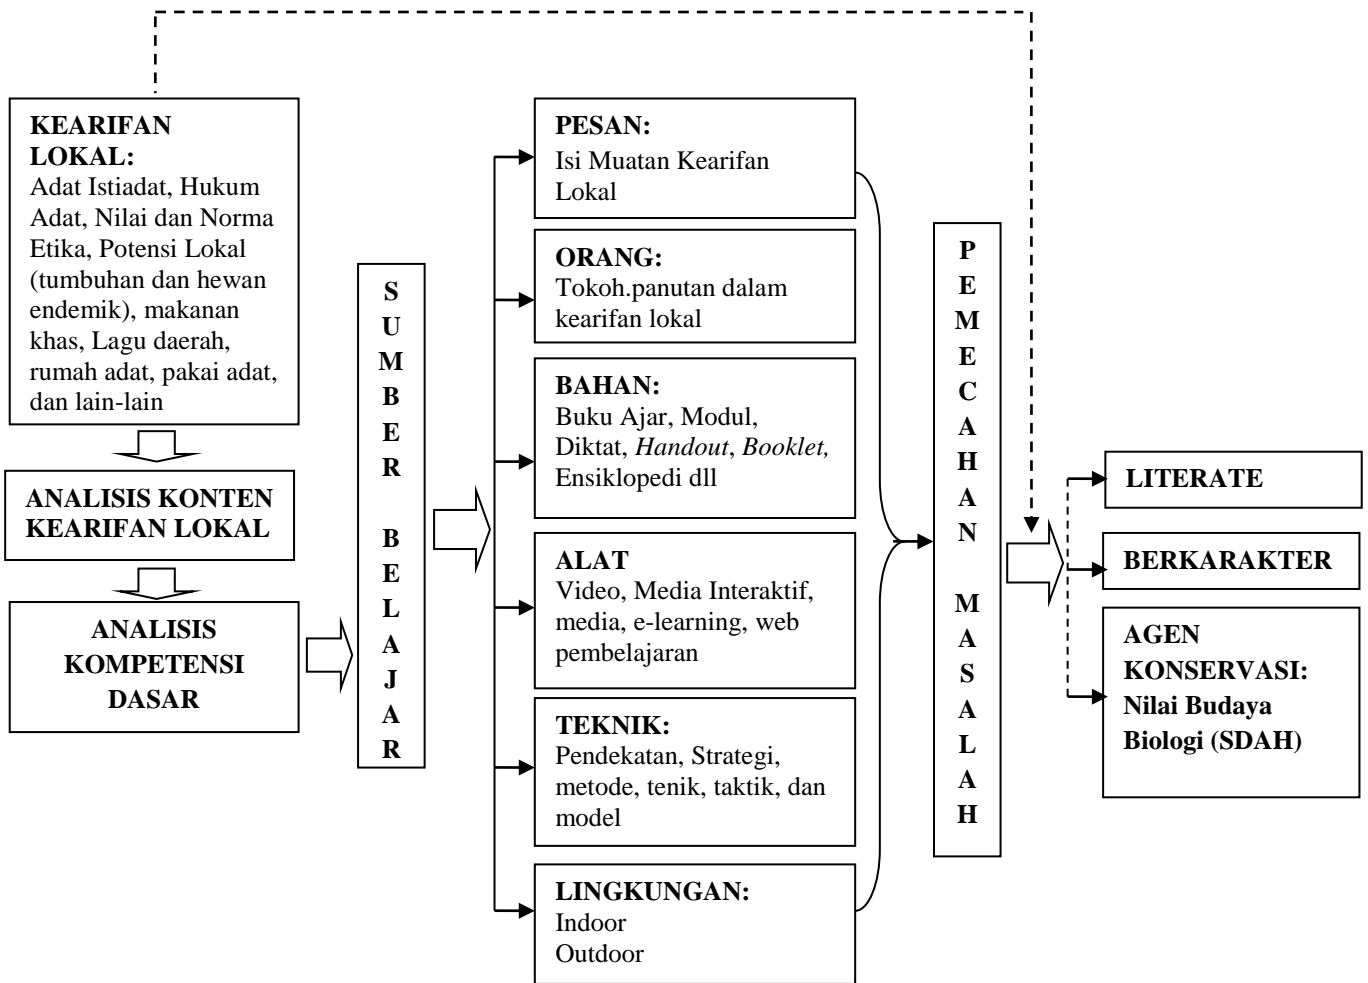 KEARIFAN
LOKAL:
Adat Istiadat, Hukum
Adat, Nilai dan Norma
Etika, Potensi Lokal
(tumbuhan dan hewan
endemik), makanan
khas, Lagu daerah,
rumah adat, pakai adat,
dan lain-lain
ANALISIS KONTEN
KEARIFAN LOKAL
ANALISIS
KOMPETENSI
DASAR
SUMBER BELAJAR
PESAN:
Isi Muatan Kearifan
Lokal
ORANG:
Tokoh.panutan dalam
kearifan lokal
BAHAN:
Buku Ajar, Modul,
Diktat, Handout, Booklet,
Ensiklopedi dll
ALAT
Video, Media Interaktif,
media, e-learning, web
pembelajaran
TEKNIK:
Pendekatan, Strategi,
metode, tenik, taktik, dan
model
LINGKUNGAN:
Indoor
Outdoor
PEMECAHAN MASALAH
LITERATE
BERKARAKTER
AGEN
KONSERVASI:
Nilai Budaya
Biologi (SDAH)